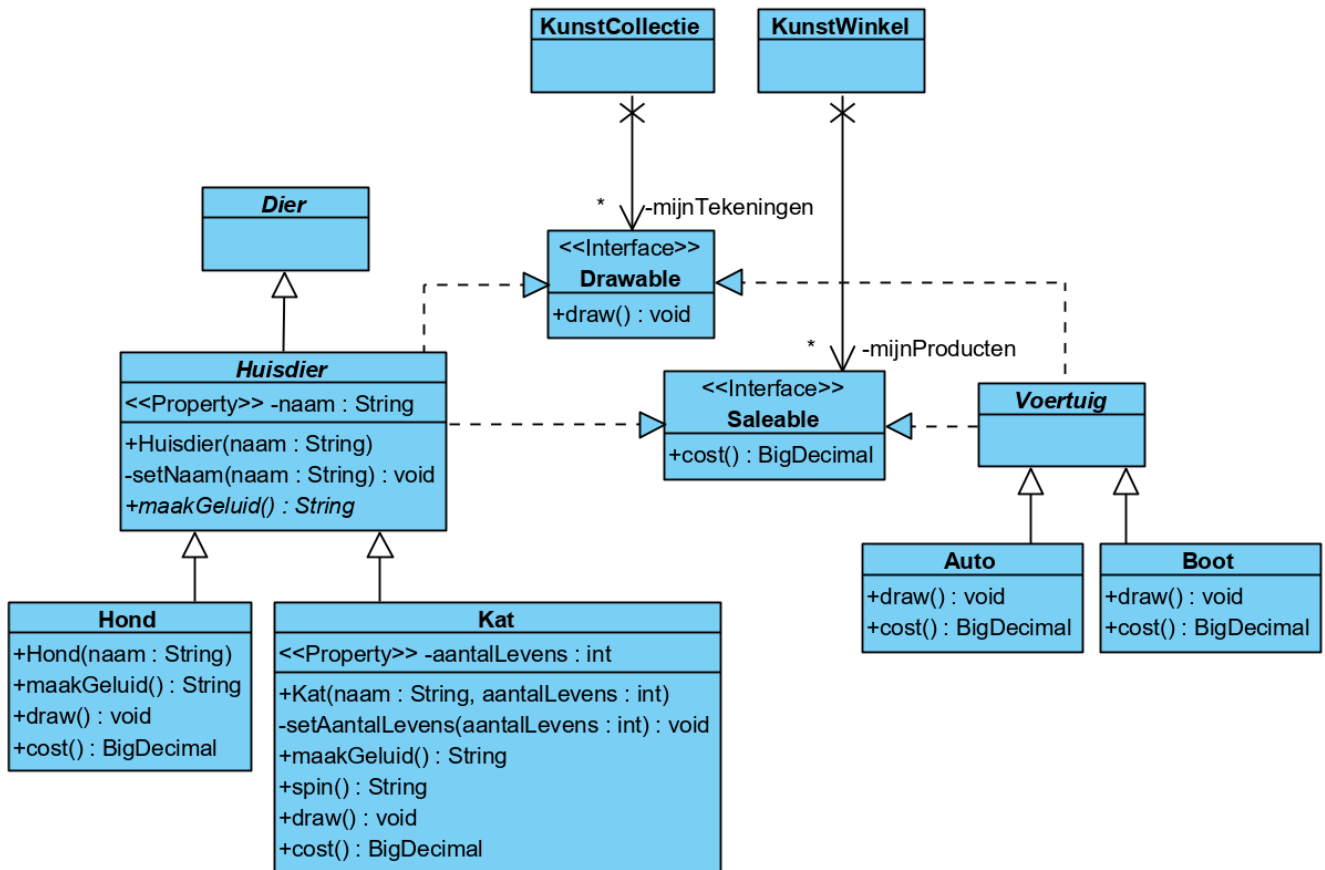 KunstCollectie
KunstWinkel
Dier
* -mijnTekeningen
<<Interface>>
Drawable
+draw() : void
* -mijnProducten
<<Interface>>
Saleable
+cost() : BigDecimal
Huisdier
<<Property>> -naam : String
+Huisdier(naam : String)
-setNaam(naam : String) : void
+maakGeluid() : String
Voertuig
Hond
+Hond(naam : String)
+maakGeluid() : String
+draw() : void
+cost() : BigDecimal
Kat
<<Property>> -aantalLevens : int
+Kat(naam : String, aantalLevens : int)
-setAantalLevens(aantalLevens : int) : void
+maakGeluid() : String
+spin() : String
+draw() : void
+cost() : BigDecimal
Auto
+draw() : void
+cost() : BigDecimal
Boot
+draw() : void
+cost() : BigDecimal